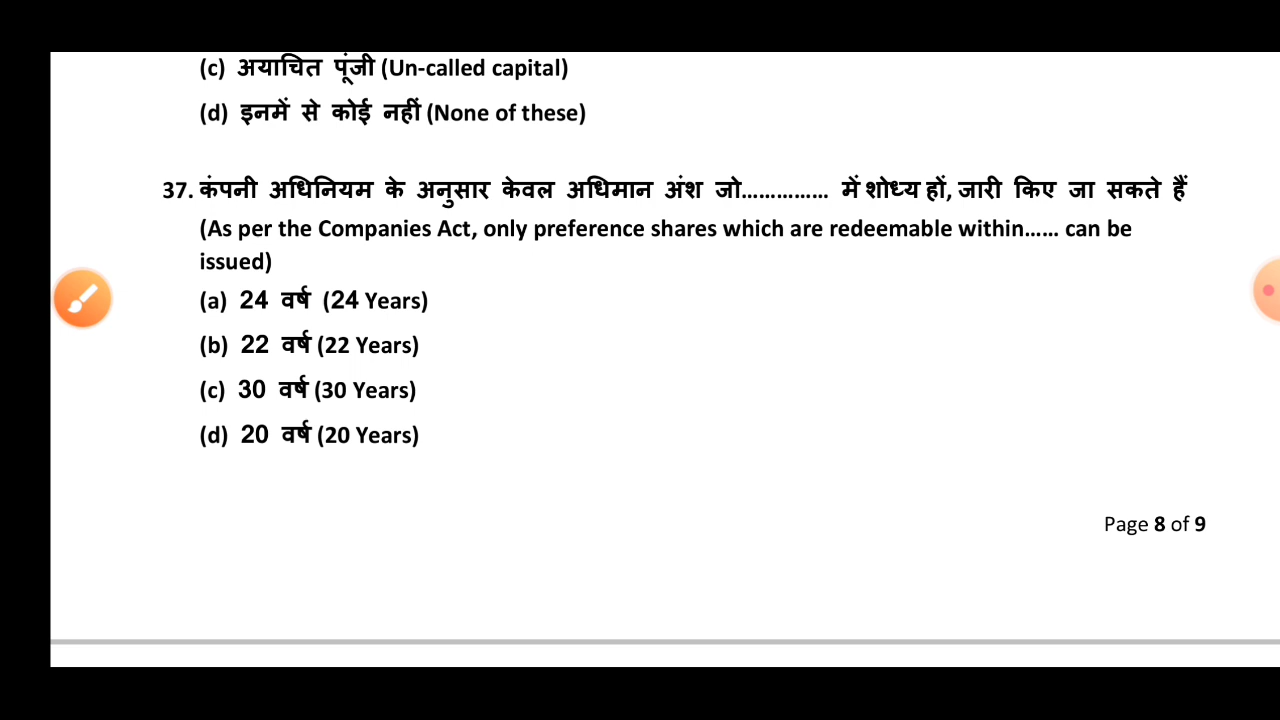 (c) अयाचित पूंजी (Un-called capital)
(d) इनमें से कोई नहीं (None of these)
37. कंपनी अधिनियम के अनुसार केवल अधिमान अंश जो............... में शोध्य हों, जारी किए जा सकते हैं
(As per the Companies Act, only preference shares which are redeemable within...... can be
issued)
(a) 24 वर्ष (24 Years)
(b) 22 वर्ष (22 Years)
(c) 30 वर्ष (30 Years)
(d) 20 वर्ष (20 Years)
Page 8 of 9